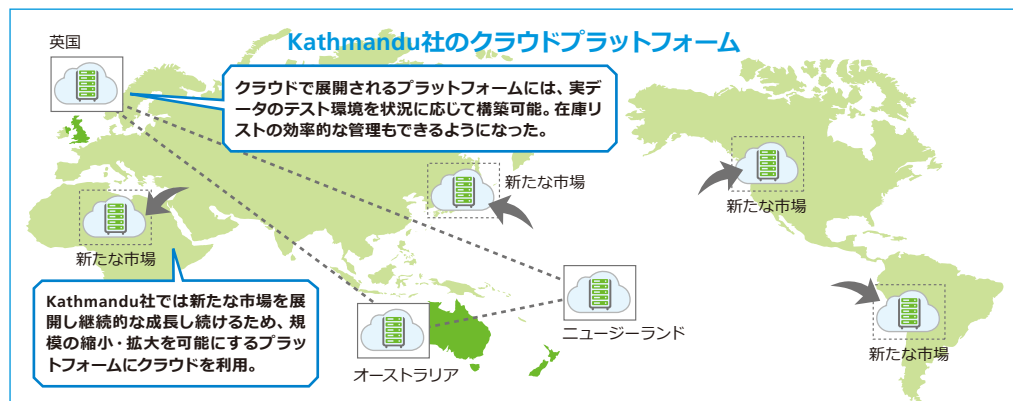 Kathmandu社のクラウドプラットフォーム
英国
クラウドで展開されるプラットフォームには、実デ
ータのテスト環境を状況に応じて構築可能。在庫リ
ストの効率的な管理もできるようになった。
新たな市場
新たな市場
新たな市場
Kathmandu社では新たな市場を展
開し継続的な成長し続けるため、規
模の縮小・拡大を可能にするプラッ
トフォームにクラウドを利用。
オーストラリア
ニュージーランド
新たな市場